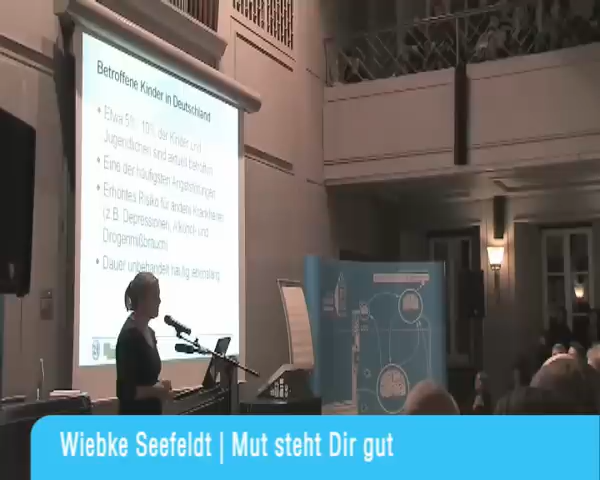 Betroffene Kinder in Deutschland
• Etwa 5% - 10% der Kinder und
Jugendlichen sind aktuell betroffen
• Eine der häufigsten Angststörungen
• Erhöhtes Risiko für andere Krankheiten
(z.B. Depressionen, Alkohol- und
Drogenmißbrauch)
• Dauer unbehandelt häufig lebenslang
Wiebke Seefeldt | Mut steht Dir gut